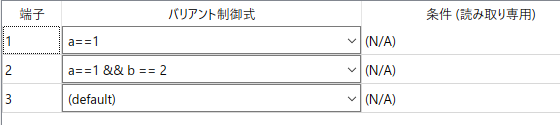 端子 バリアント制御式 条件 (読み取り専用)
1 a==1 (N/A)
2 a==1 && b == 2 (N/A)
3 (default) (N/A)